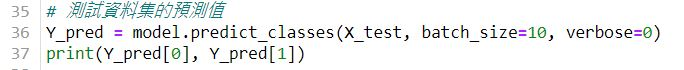 35 # 測試資料集的預測值
36 Y_pred = model.predict_classes(X_test, batch_size=10, verbose=0)
37 print(Y_pred[0], Y_pred[1])